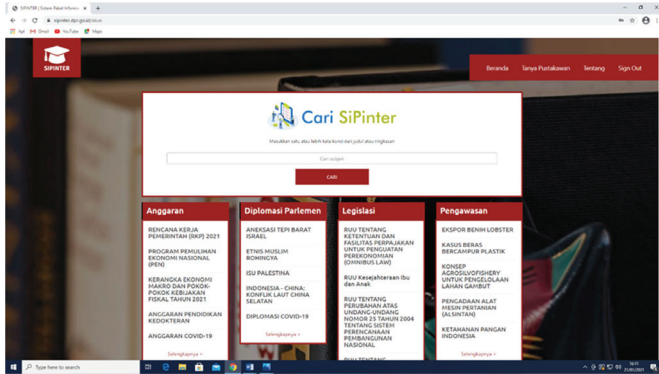 SIPINTER | Sistem Paket Informasi
sipinter.dpr.go.id
Gmail
YouTube
Maps
SIPINTER
Beranda
Tanya Pustakawan
Tentang
Sign Out
Cari SiPinter
Masukkan satu atau lebih kata kunci dari judul atau ringkasan
Cari subjek
CARI
Anggaran
RENCANA KERJA
PEMERINTAH (RKP) 2021
PROGRAM PEMULIHAN
EKONOMI NASIONAL
(PEN)
KERANGKA EKONOMI
MAKRO DAN POKOK-
POKOK KEBIJAKAN
FISKAL TAHUN 2021
ANGGARAN PENDIDIKAN
KEDOKTERAN
ANGGARAN COVID-19
Selengkapnya »
Diplomasi Parlemen
ANEKSASI TEPI BARAT
ISRAEL
ETNIS MUSLIM
ROHINGYA
ISU PALESTINA
INDONESIA - CHINA:
KONFLIK LAUT CHINA
SELATAN
DIPLOMASI COVID-19
Selengkapnya »
Legislasi
RUU TENTANG
KETENTUAN DAN
FASILITAS PERPAJAKAN
UNTUK PENGUATAN
PEREKONOMIAN
(OMNIBUS LAW)
RUU Kesejahteraan Ibu
dan Anak
RUU TENTANG
PERUBAHAN ATAS
UNDANG-UNDANG
NOMOR 25 TAHUN 2004
TENTANG SISTEM
PERENCANAAN
PEMBANGUNAN
NASIONAL
RUU TENTANG
Pengawasan
EKSPOR BENIH LOBSTER
KASUS BERAS
BERCAMPUR PLASTIK
KONSEP
AGROSILVOFISHERY
UNTUK PENGELOLAAN
LAHAN GAMBUT
PENGADAAN ALAT
MESIN PERTANIAN
(ALSINTAN)
KETAHANAN PANGAN
INDONESIA
Selengkapnya »
Type here to search